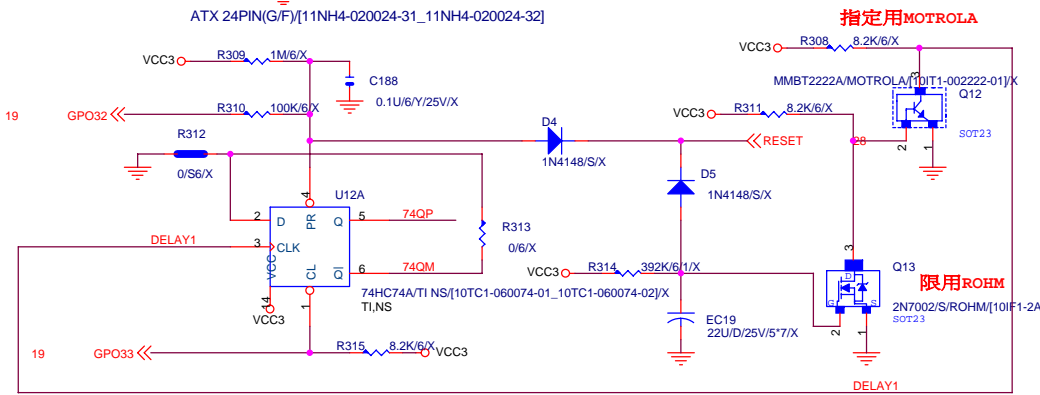 ATX 24PIN(G/F)/[11NH4-020024-31_11NH4-020024-32]
指定用MOTROLA
VCC3
R309
1M/6/X
VCC3
R308
8.2K/6/X
C188
0.1U/6/Y/25V/X
3
MMBT2222A/MOTROLA/[10IT1-002222-01]/X
Q12
SOT23
2
1
19
GPO32
R310
100K/6/X
VCC3
R311
8.2K/6/X
R312
0/S6/X
D4
1N4148/S/X
RESET
28
D5
1N4148/S/X
4
U12A
2
D
PR
Q
5
74QP
R313
0/6/X
DELAY1
3
CLK
VCC
CL
QI
6
74QM
VCC3
R314
392K/6/1/X
3
Q13
限用ROHM
D
G
S
2N7002/S/ROHM/[10IF1-2A
SOT23
2
1
74HC74A/TI NS/[10TC1-060074-01_10TC1-060074-02]/X
TI,NS
14
VCC3
1
EC19
22U/D/25V/5*7/X
19
GPO33
R315
8.2K/6/X
VCC3
DELAY1